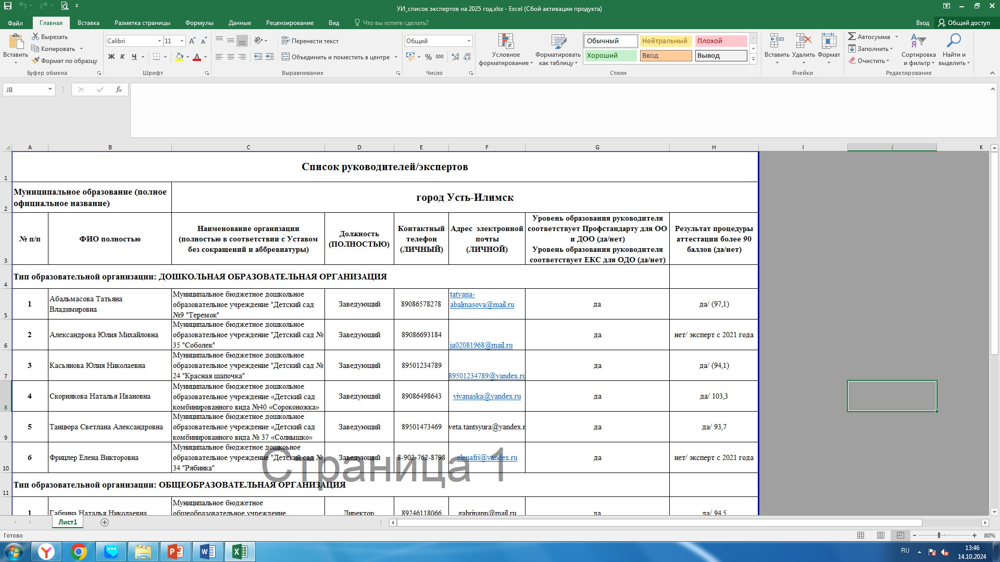 УИ_список экспертов на 2025 год.xlsx - Excel (Сбой активации продукта)
Файл Главная Вставка Разметка страницы Формулы Данные Рецензирование Вид Что вы хотите сделать? Вход Общий доступ
Вставить
Вырезать
Копировать
Формат по образцу
Буфер обмена
Calibri 11
Ж К Ч
Шрифт
Перенести текст
Объединить и поместить в центре
Выравнивание
Общий
% 000
Число
Условное форматирование
Форматировать как таблицу
Обычный Нейтральный Плохой
Хороший Ввод Вывод
Стили
Вставить Удалить Формат
Ячейки
Автосумма
Заполнить
Очистить
Сортировка и фильтр
Найти и выделить
Редактирование
J8
fx
A B C D E F G H I J K
1
Список руководителей/экспертов
2
Муниципальное образование (полное
официальное название)
город Усть-Илимск
3
№ п/п
ФИО полностью
Наименование организации
(полностью в соответствии с Уставом
без сокращений и аббревиатуры)
Должность
(ПОЛНОСТЬЮ)
Контактный
телефон
(ЛИЧНЫЙ)
Адрес электронной
почты
(ЛИЧНОЙ)
Уровень образования руководителя
соответствует Профстандарту для ОО
и ДОО (да/нет)
Уровень образования руководителя
соответствует ЕКС для ОДО (да/нет)
Результат процедуры
аттестации более 90
баллов (да/нет)
4
Тип образовательной организации: ДОШКОЛЬНАЯ ОБРАЗОВАТЕЛЬНАЯ ОРГАНИЗАЦИЯ
5
1
Абальмасова Татьяна
Владимировна
Муниципальное бюджетное дошкольное
образовательное учреждение "Детский сад
№9 "Теремок"
Заведующий
89086578278
tatyana-
abalmasova@mail.ru
да
да/ (97,1)
6
2
Александрова Юлия Михайловна
Муниципальное бюджетное дошкольное
образовательное учреждение "Детский сад №
35 "Соболек"
Заведующий
89086693184
ja02081968@mail.ru
да
нет/ эксперт с 2021 года
7
3
Касьянова Юлия Николаевна
Муниципальное бюджетное дошкольное
образовательное учреждение "Детский сад №
24 "Красная шапочка"
Заведующий
89501234789
89501234789@yandex.ru
да
да/ (94,1)
8
4
Скорнякова Наталья Ивановна
Муниципальное бюджетное дошкольное
образовательное учреждение «Детский сад
комбинированного вида №40 «Сороконожка»
Заведующий
89086498643
vivanaska@yandex.ru
да
да/ 103,3
9
5
Танцюра Светлана Александровна
Муниципальное бюджетное дошкольное
образовательное учреждение «Детский сад
комбинированного вида № 37 «Солнышко»
Заведующий
89501473469
veta.tantsyura@yandex.r
да
да/ 93,7
10
6
Фрицлер Елена Викторовна
Муниципальное бюджетное дошкоьное
образовательное учреждение "Детский сад №
34 "Рябинка"
Заведующий
8-902-762-8798
elenafri@yandex.ru
да
нет/ эксперт с 2021 года
Страница 1
11
Тип образовательной организации: ОБЩЕОБРАЗОВАТЕЛЬНАЯ ОРГАНИЗАЦИЯ
1
Габрина Наталья Николаевна
Муниципальное бюджетное
общеобразовательное учреждение
Директор
89246118066
gabrinann@mail.ru
да
да/ 94,5
Лист1
Готово
80%
RU
13:46
14.10.2024